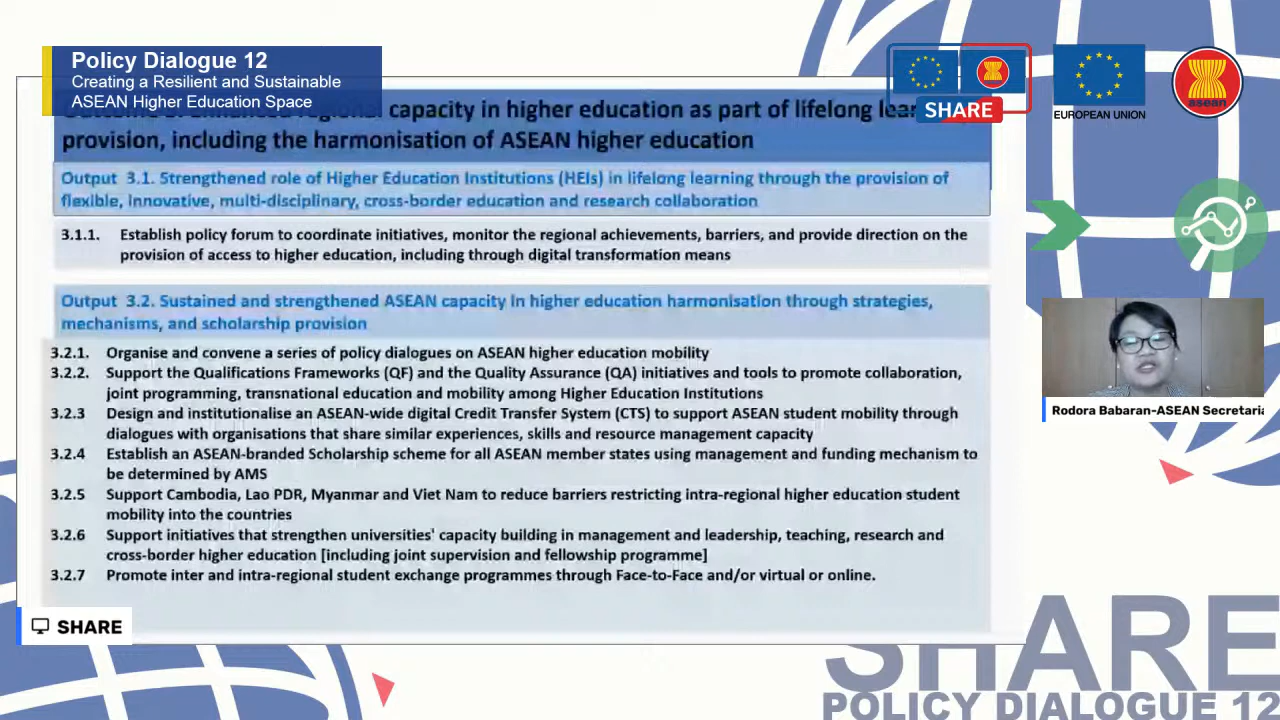 Policy Dialogue 12
Creating a Resilient and Sustainable
ASEAN Higher Education Space
SHARE
EUROPEAN UNION
asean
capacity in higher education as part of lifelong
provision, including the harmonisation of ASEAN higher education
Output 3.1. Strengthened role of Higher Education Institutions (HEIs) in lifelong learning through the provision of
flexible, innovative, multi-disciplinary, cross-border education and research collaboration
3.1.1. Establish policy forum to coordinate initiatives, monitor the regional achievements, barriers, and provide direction on the
provision of access to higher education, including through digital transformation means
Output 3.2. Sustained and strengthened ASEAN capacity in higher education harmonisation through strategies,
mechanisms, and scholarship provision
3.2.1. Organise and convene a series of policy dialogues on ASEAN higher education mobility
3.2.2. Support the Qualifications Frameworks (QF) and the Quality Assurance (QA) initiatives and tools to promote collaboration,
joint programming, transnational education and mobility among Higher Education Institutions
3.2.3 Design and institutionalise an ASEAN-wide digital Credit Transfer System (CTS) to support ASEAN student mobility through
dialogues with organisations that share similar experiences, skills and resource management capacity
3.2.4 Establish an ASEAN-branded Scholarship scheme for all ASEAN member states using management and funding mechanism to
be determined by AMS
3.2.5 Support Cambodia, Lao PDR, Myanmar and Viet Nam to reduce barriers restricting intra-regional higher education student
mobility into the countries
3.2.6 Support initiatives that strengthen universities' capacity building in management and leadership, teaching, research and
cross-border higher education [including joint supervision and fellowship programme]
3.2.7 Promote inter and intra-regional student exchange programmes through Face-to-Face and/or virtual or online.
Rodora Babaran-ASEAN Secretaria
SHARE
SHARE
POLICY DIALOGUE 12